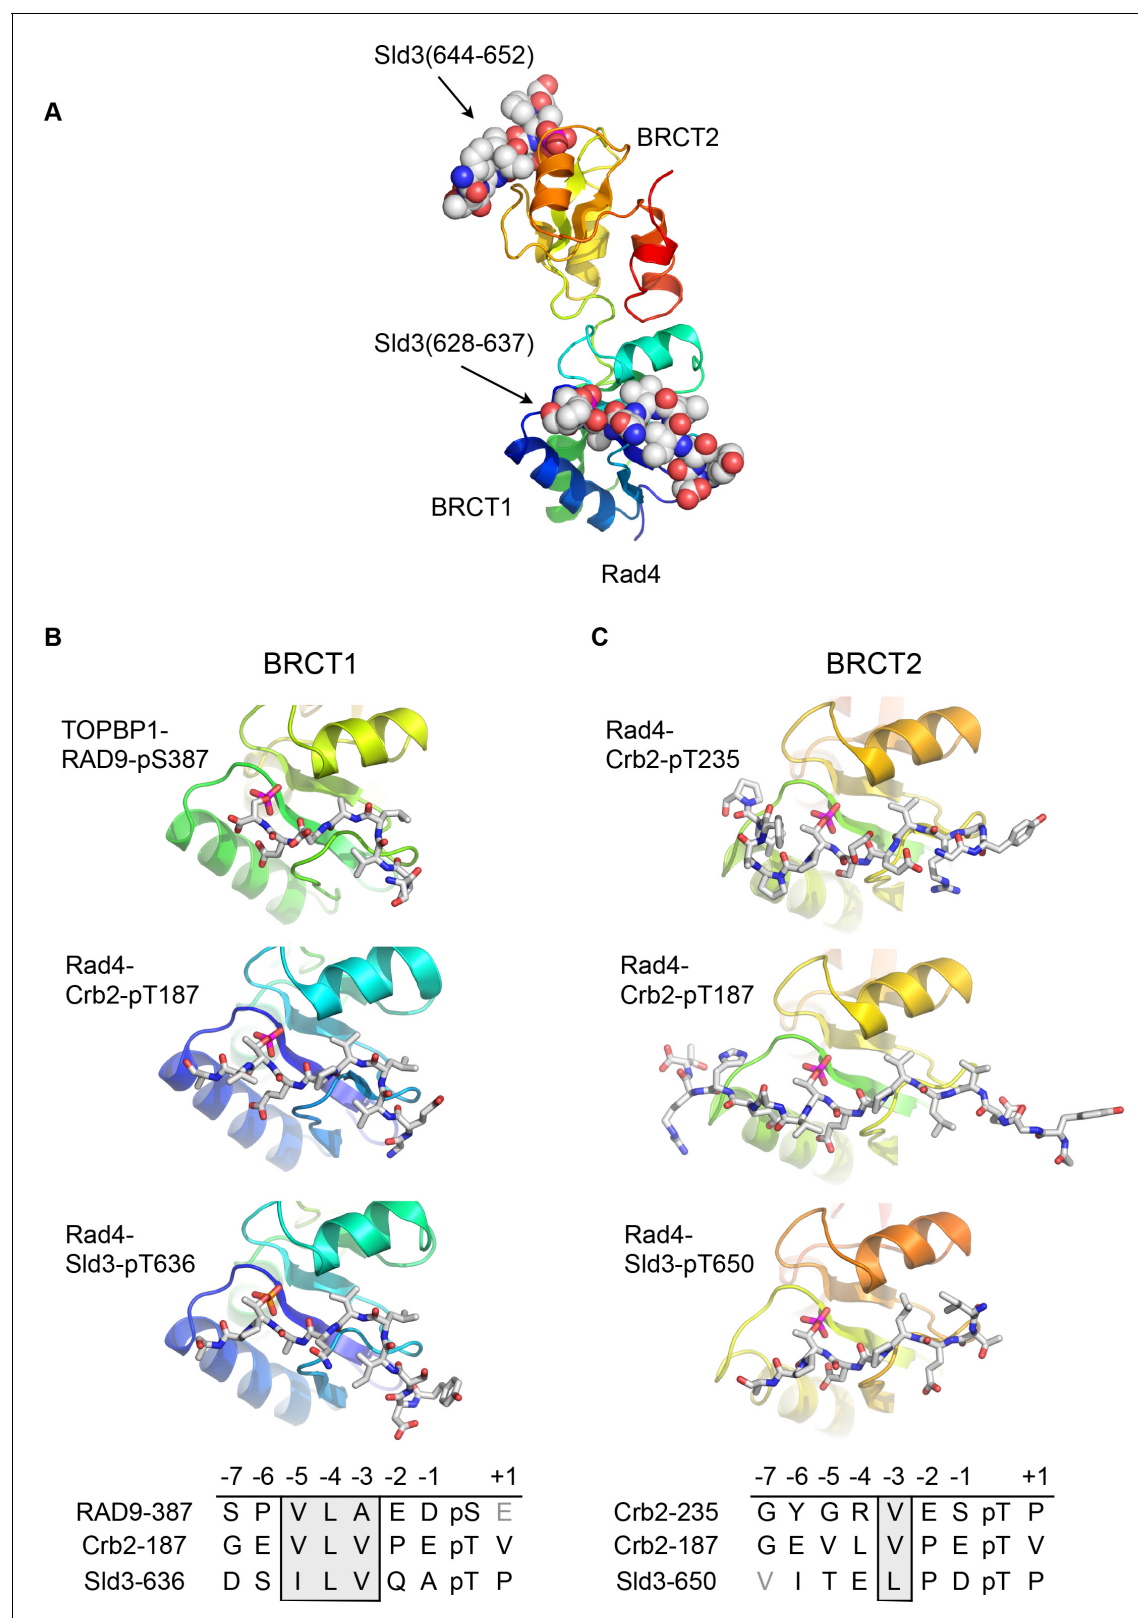 A
Sld3(644-652)
BRCT2
Sld3(628-637)
BRCT1
Rad4
B
BRCT1
C
BRCT2
TOPBP1-
RAD9-pS387
Rad4-
Crb2-pT187
Rad4-
Sld3-pT636
-7 -6 -5 -4 -3 -2 -1 +1
RAD9-387 S P V L A E D pS E
Crb2-187 G E V L V P E pT V
Sld3-636 D S I L V Q A pT P
Rad4-
Crb2-pT235
Rad4-
Crb2-pT187
Rad4-
Sld3-pT650
-7 -6 -5 -4 -3 -2 -1 +1
Crb2-235 G Y G R V E S pT P
Crb2-187 G E V L V P E pT V
Sld3-650 V I T E L P D pT P